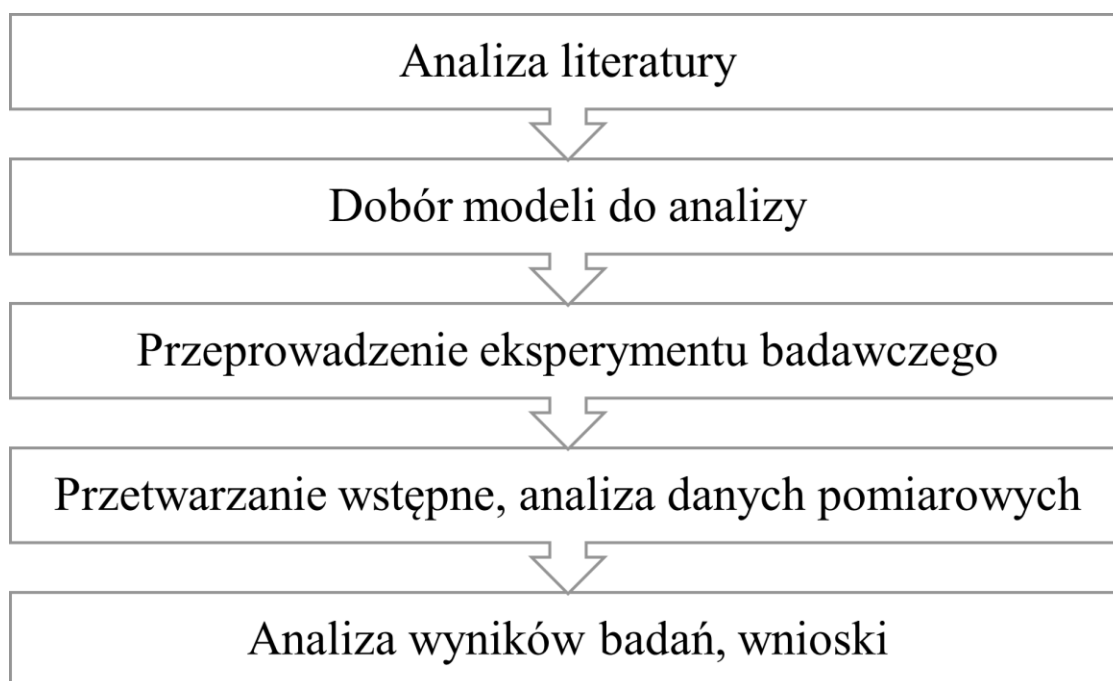 Analiza literatury
Dobór modeli do analizy
Przeprowadzenie eksperymentu badawczego
Przetwarzanie wstępne, analiza danych pomiarowych
Analiza wyników badań, wnioski